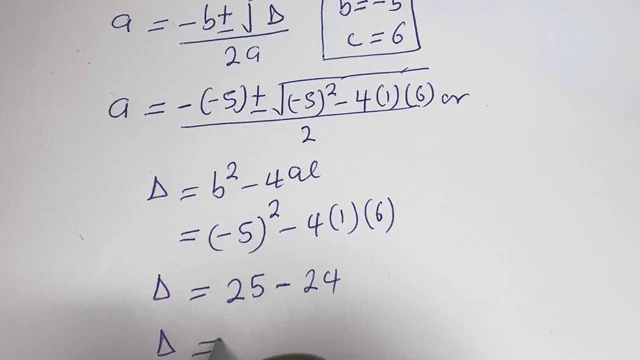 a = -b ± √Δ / 2a
b = -5
c = 6
a = -(-5) ± √(-5)² - 4(1)(6) / 2 or
Δ = b² - 4ac
= (-5)² - 4(1)(6)
Δ = 25 - 24
Δ =